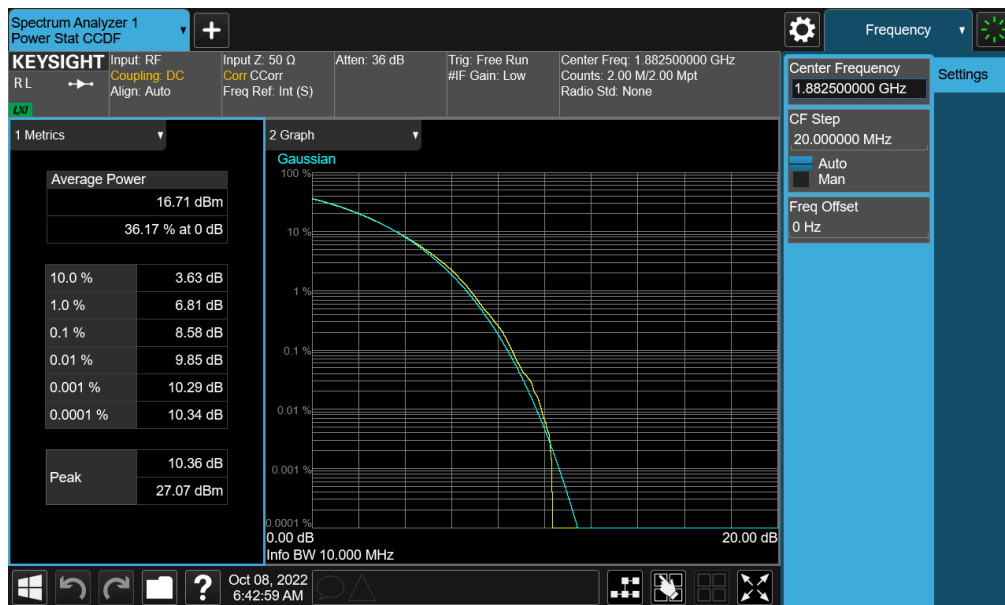 Spectrum Analyzer 1
Power Stat CCDF
Frequency
KEYSIGHT
RL
LXI
Input: RF
Coupling: DC
Align: Auto
Input Z: 50 Ω
Corr CCorr
Freq Ref: Int (S)
Atten: 36 dB
Trig: Free Run
#IF Gain: Low
Center Freq: 1.882500000 GHz
Counts: 2.00 M/2.00 Mpt
Radio Std: None
Center Frequency
1.882500000 GHz
Settings
CF Step
20.000000 MHz
Auto
Man
Freq Offset
0 Hz
1 Metrics
Average Power
16.71 dBm
36.17 % at 0 dB
10.0 % 3.63 dB
1.0 % 6.81 dB
0.1 % 8.58 dB
0.01 % 9.85 dB
0.001 % 10.29 dB
0.0001 % 10.34 dB
Peak
10.36 dB
27.07 dBm
2 Graph
Gaussian
100 %
10 %
1 %
0.1 %
0.01 %
0.001 %
0.0001 %
0.00 dB 20.00 dB
Info BW 10.000 MHz
?
Oct 08, 2022
6:42:59 AM